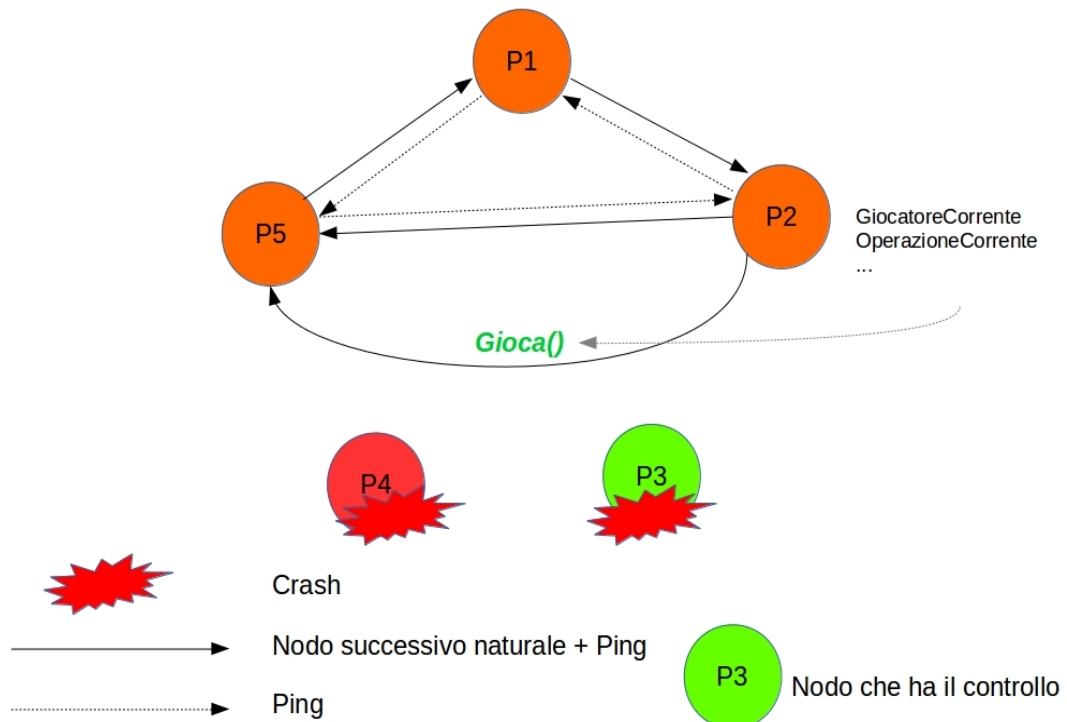 P1
P5
P2
GiocatoreCorrente
OperazioneCorrente
...
Gioca()
P4
P3
Crash
Nodo successivo naturale + Ping
Ping
P3
Nodo che ha il controllo